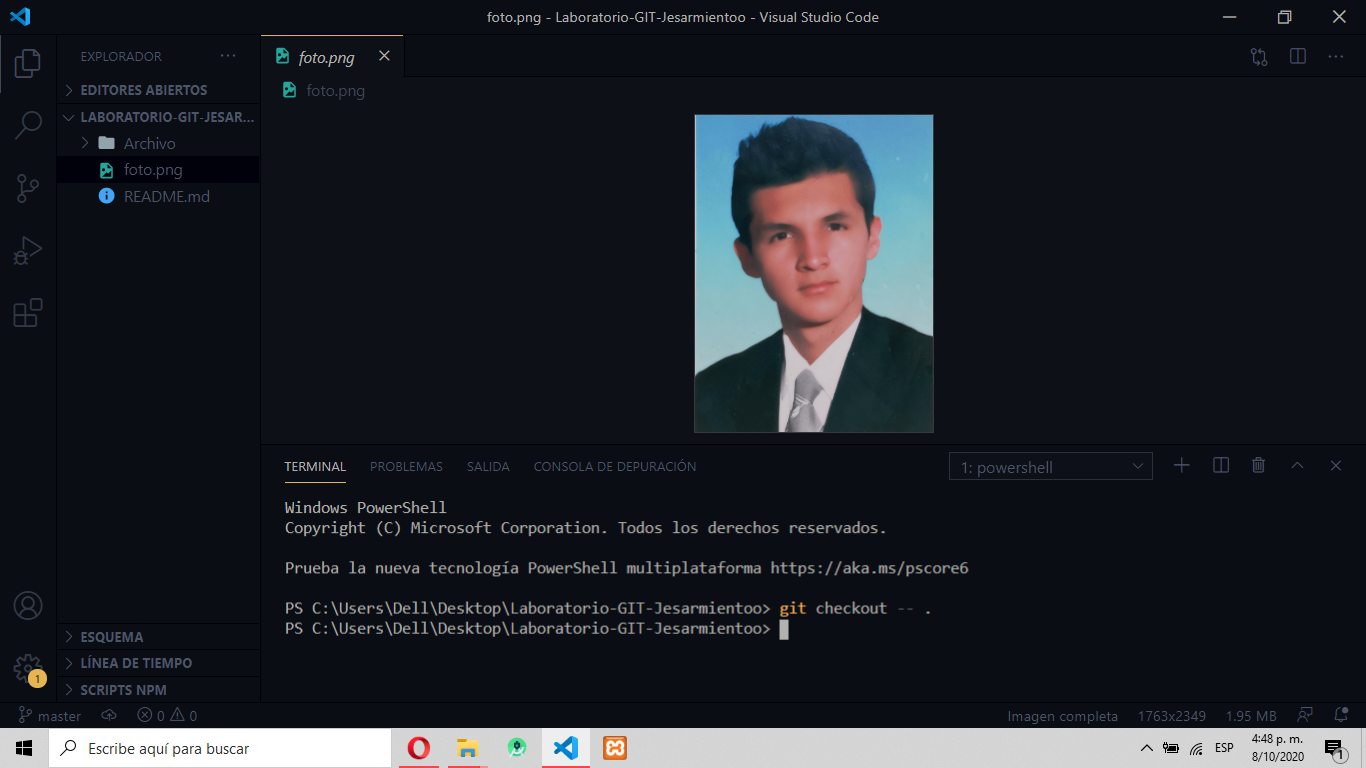 foto.png - Laboratorio-GIT-Jesarmientoo - Visual Studio Code
EXPLORADOR
EDITORES ABIERTOS
LABORATORIO-GIT-JESAR...
Archivo
foto.png
README.md
foto.png
foto.png
TERMINAL PROBLEMAS SALIDA CONSOLA DE DEPURACIÓN 1: powershell
Windows PowerShell
Copyright (C) Microsoft Corporation. Todos los derechos reservados.
Prueba la nueva tecnología PowerShell multiplataforma https://aka.ms/pscore6
PS C:\Users\Dell\Desktop\Laboratorio-GIT-Jesarmientoo> git checkout -- .
PS C:\Users\Dell\Desktop\Laboratorio-GIT-Jesarmientoo>
ESQUEMA
LÍNEA DE TIEMPO
SCRIPTS NPM
1
master 0 0 Imagen completa 1763x2349 1.95 MB
Escribe aquí para buscar
ESP
4:48 p. m.
8/10/2020
1